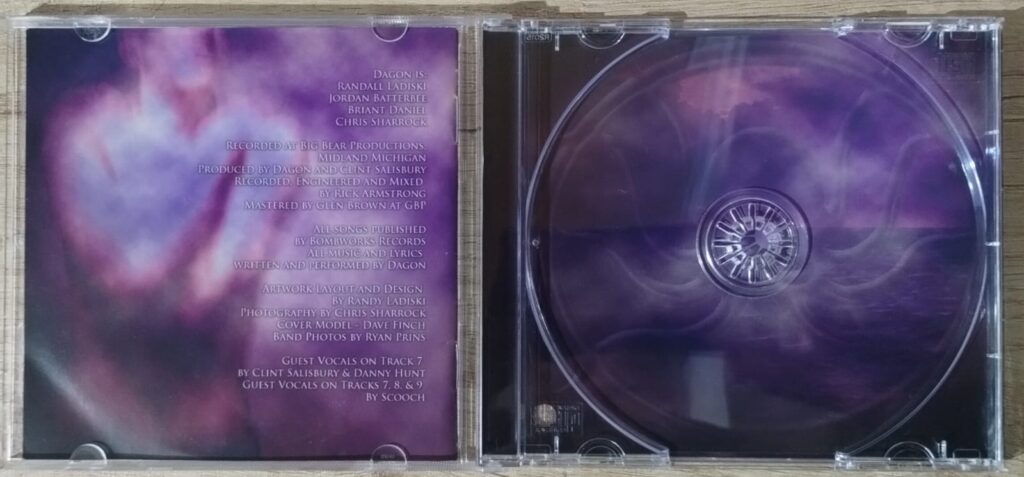 Dagon is:
Randall Ladiski
Jordan Batterbee
Briant Daniel
Chris Sharrock
Recorded at Big Bear Productions:
Midland Michigan
Produced by Dagon and Clint Salisbury
Recorded, Engineered and Mixed
by Rick Armstrong
Mastered by Glen Brown at GBP
All songs published
by Bombworks Records
All music and Lyrics
written and performed by Dagon
Artwork Layout and Design
by Randy Ladiski
Photography by Chris Sharrock
Cover Model - Dave Finch
Band Photos by Ryan Prins
Guest Vocals on Track 7
by Clint Salisbury & Danny Hunt
Guest Vocals on Tracks 7, 8, & 9
By Scooch